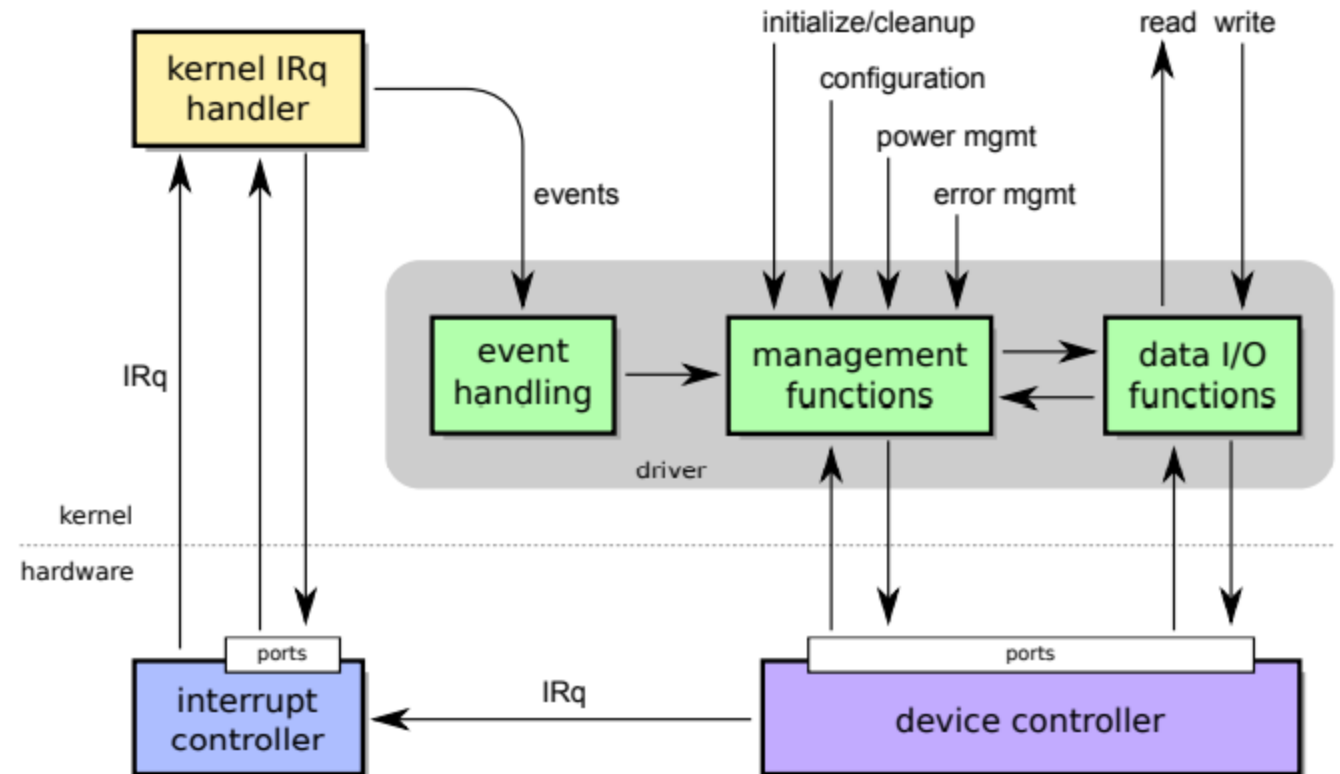 initialize/cleanup
read write
kernel IRq
handler
configuration
power mgmt
events
error mgmt
IRq
event
handling
management
functions
data I/O
functions
driver
kernel
hardware
ports
ports
interrupt
controller
IRq
device controller